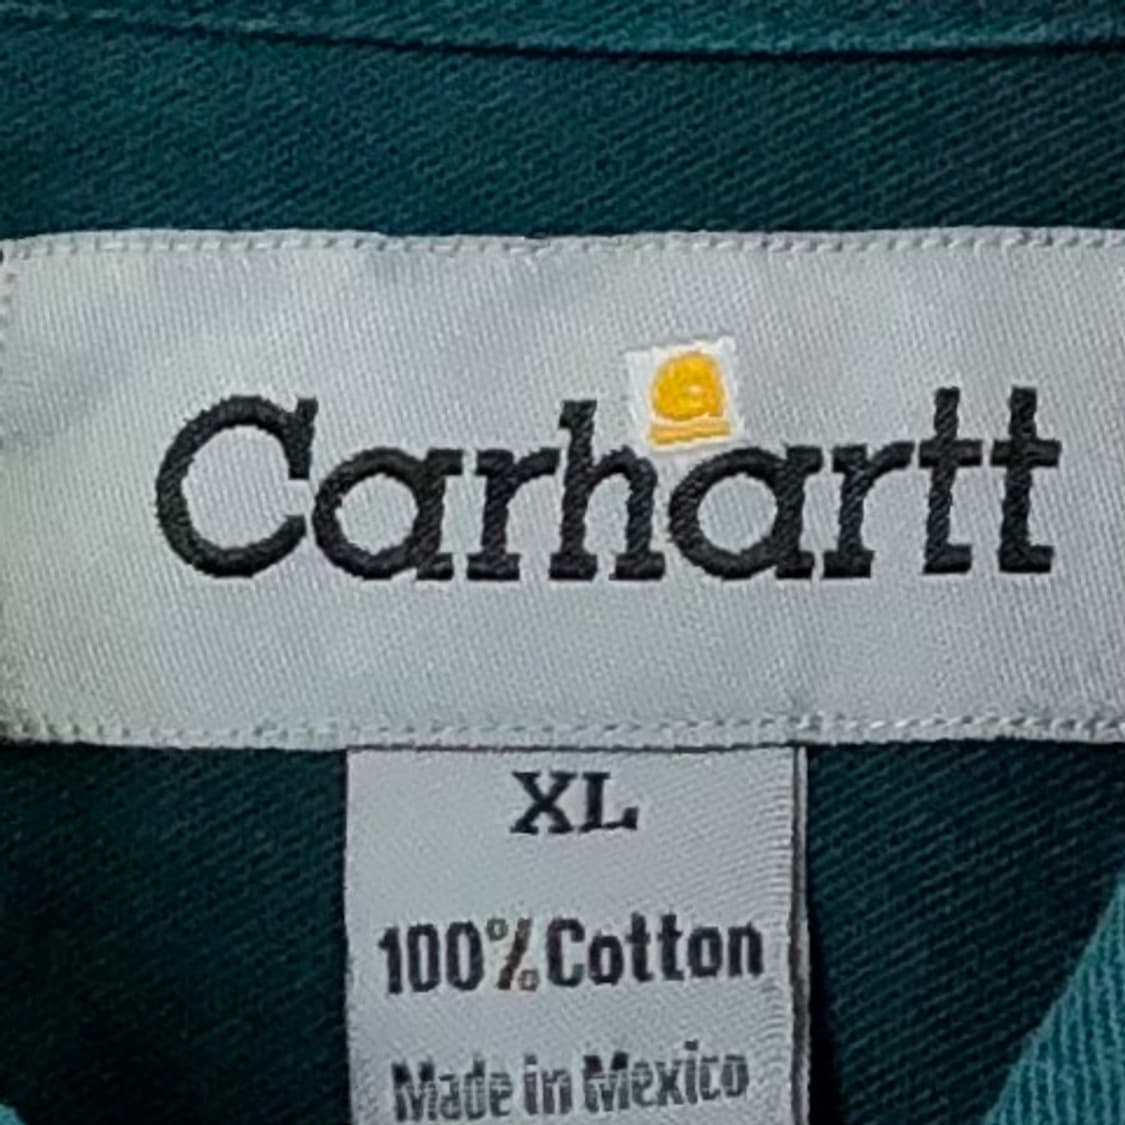 Carhartt
XL
100% Cotton
Made in Mexico